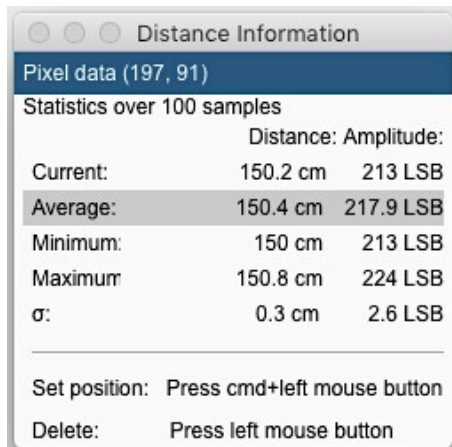 Distance Information
Pixel data (197, 91)
Statistics over 100 samples
Distance: Amplitude:
Current: 150.2 cm 213 LSB
Average: 150.4 cm 217.9 LSB
Minimum: 150 cm 213 LSB
Maximum 150.8 cm 224 LSB
σ: 0.3 cm 2.6 LSB
Set position: Press cmd+left mouse button
Delete: Press left mouse button